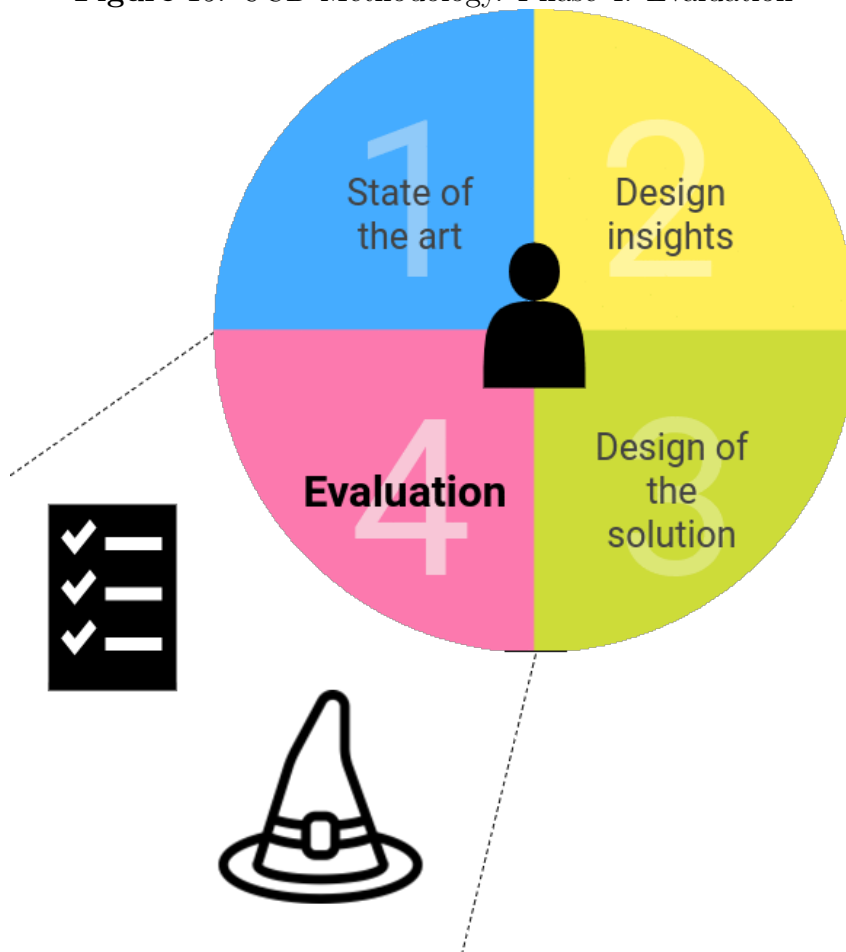 1
State of
the art
2
Design
insights
4
Evaluation
3
Design of
the
solution